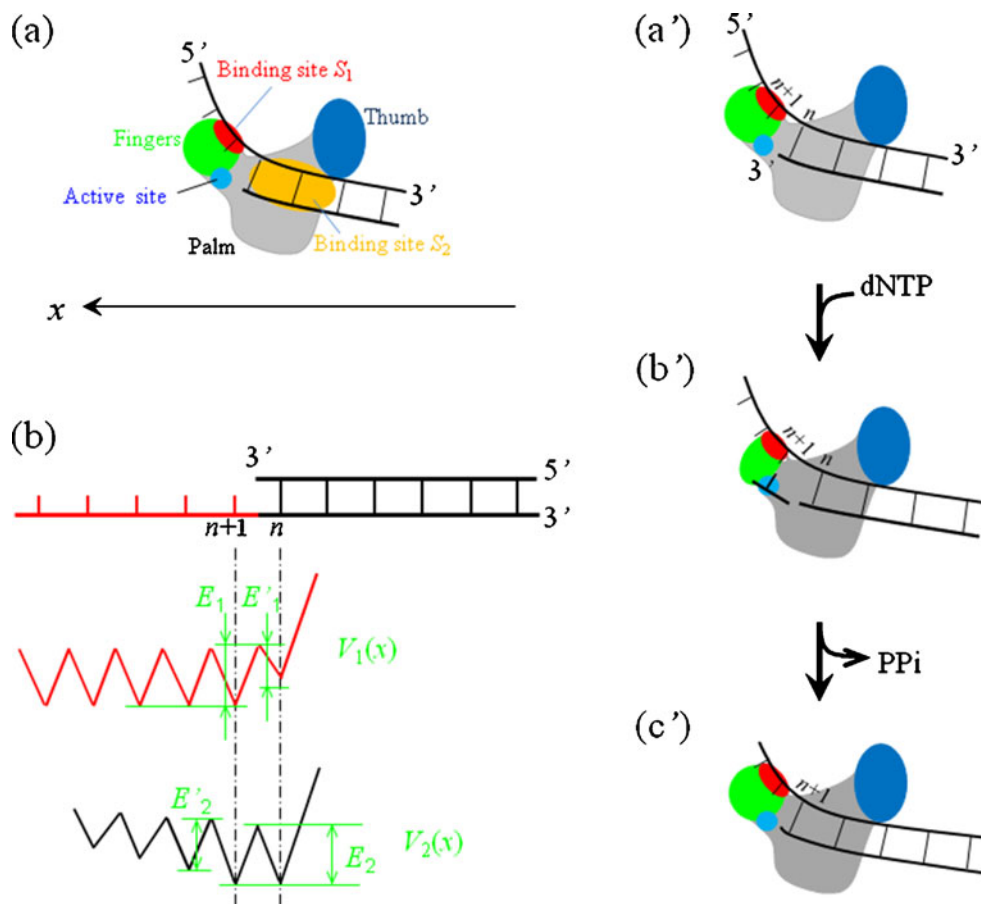 (a)
5’
Binding site S₁
Fingers
Thumb
Active site
3’
Palm
Binding site S₂
x
(b)
3’
5’
n+1
n
3’
E₁
E’₁
V₁(x)
E’₂
V₂(x)
E₂
(a’)
5’
n+1
n
3’
3’
dNTP
(b’)
n+1
n
PPi
(c’)
n+1